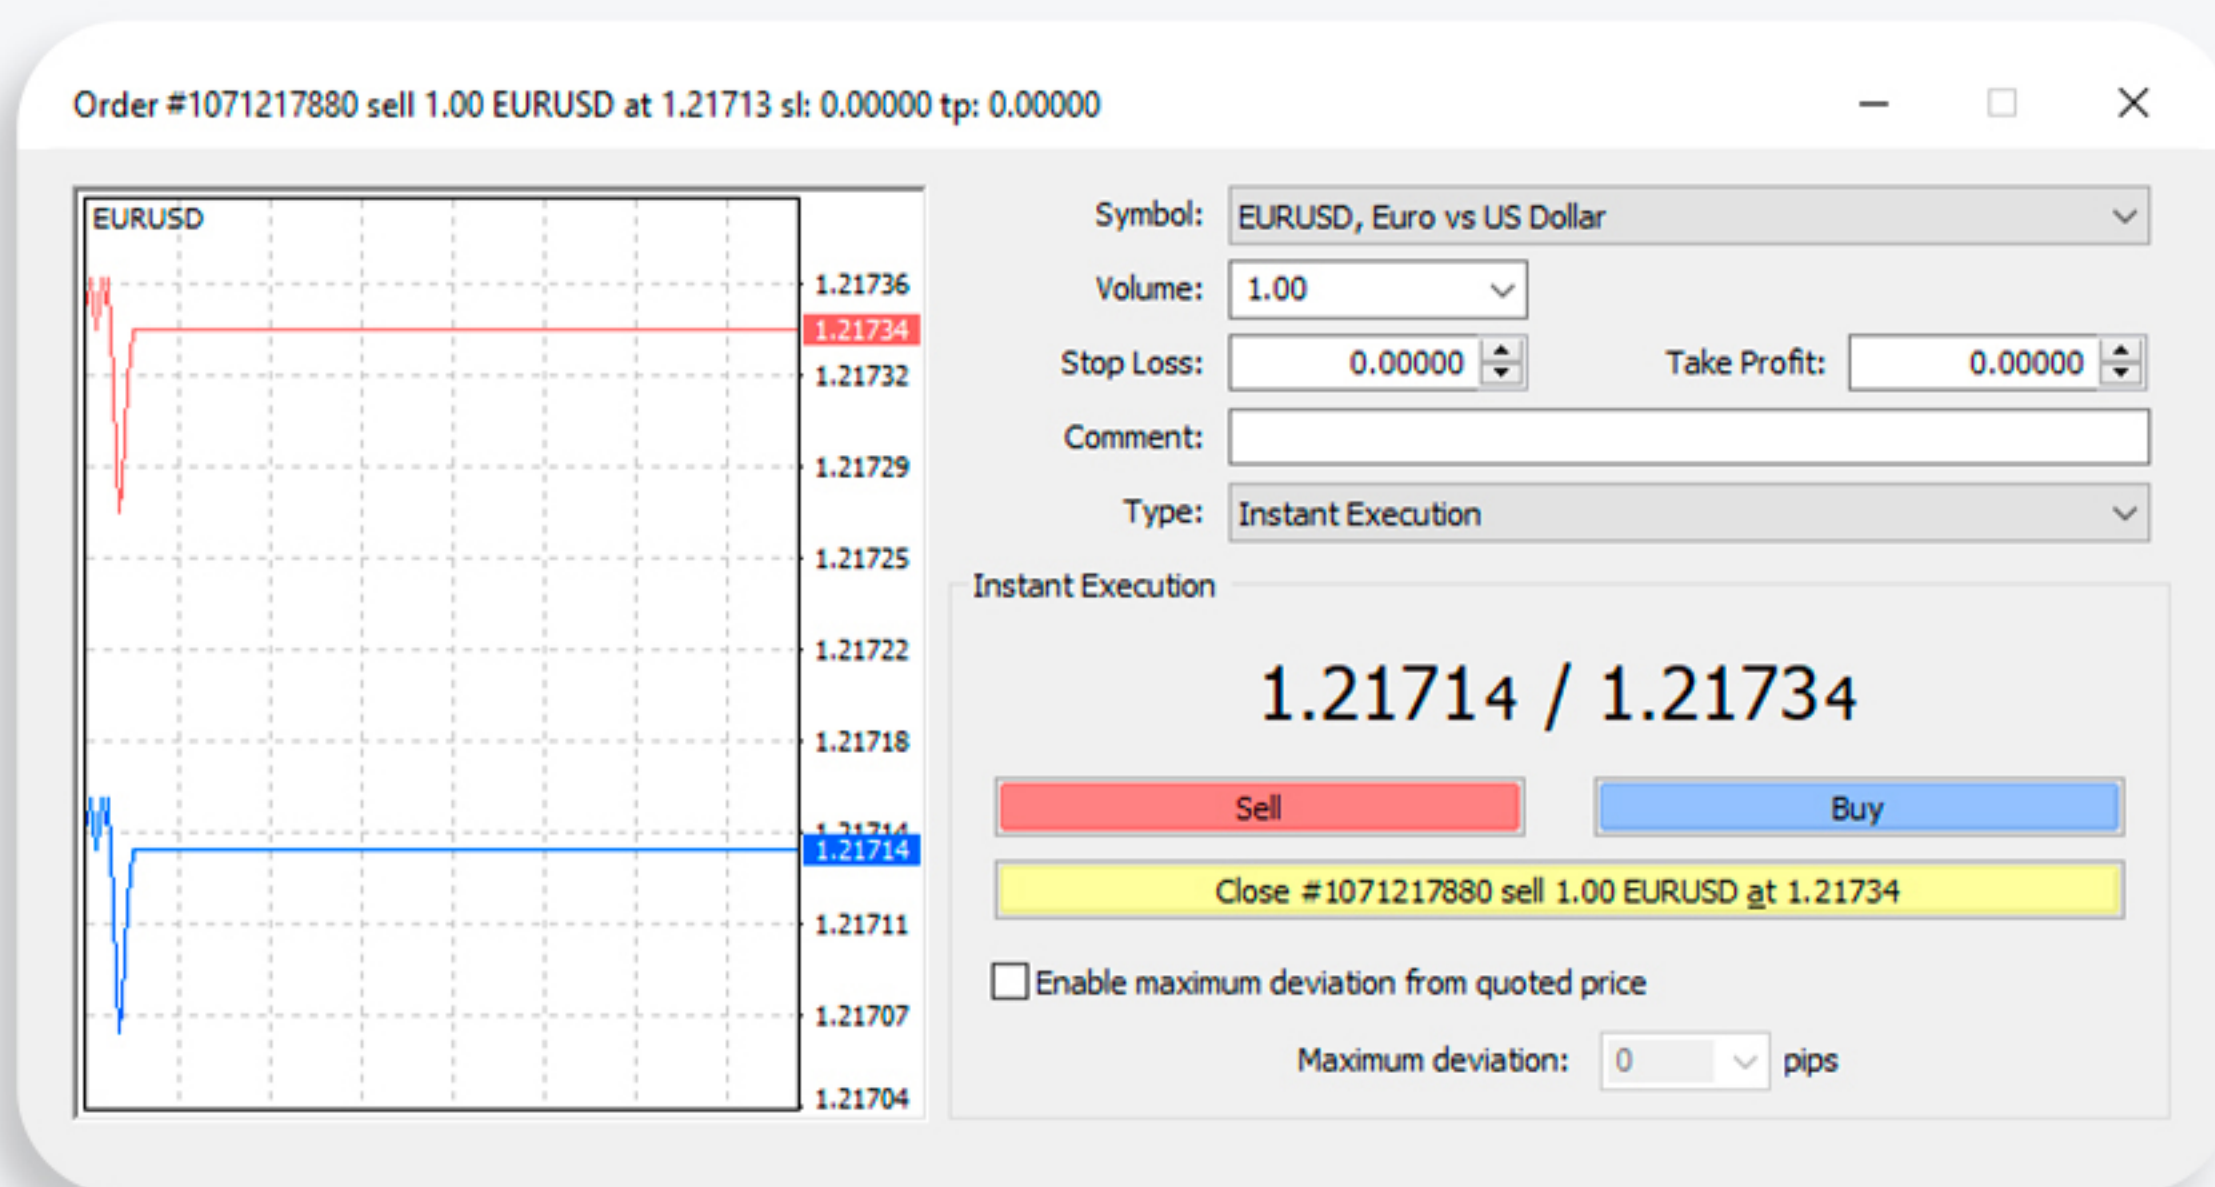 Order #1071217880 sell 1.00 EURUSD at 1.21713 sl: 0.00000 tp: 0.00000
EURUSD
1.21736
1.21734
1.21732
1.21729
1.21725
1.21722
1.21718
1.21714
1.21714
1.21711
1.21707
1.21704
Symbol: EURUSD, Euro vs US Dollar
Volume: 1.00
Stop Loss: 0.00000 Take Profit: 0.00000
Comment:
Type: Instant Execution
Instant Execution
1.21714 / 1.21734
Sell Buy
Close #1071217880 sell 1.00 EURUSD at 1.21734
Enable maximum deviation from quoted price
Maximum deviation: 0 pips